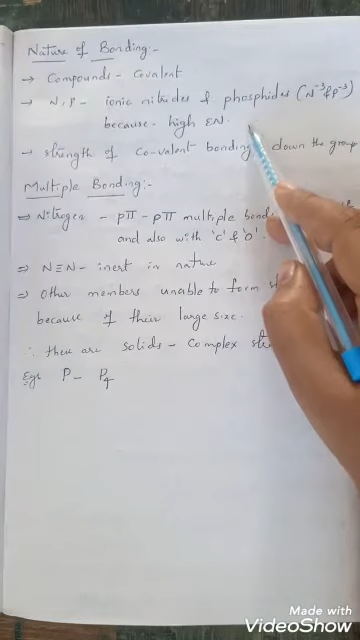 Nature of Bonding:-
→ Compounds - Covalent
→ N, P - ionic nitrides & phosphides (N⁻³ & P⁻³)
because - high EN.
→ strength of co-valent bonding down the group
Multiple Bonding:-
⇒ Nitrogen - pπ - pπ multiple bond
and also with 'c' & 'o'.
⇒ N≡N - inert in nature
⇒ Other members unable to form
because of their large size.
∴ they are solids - Complex
Egs P - P₄
Made with
VideoShow